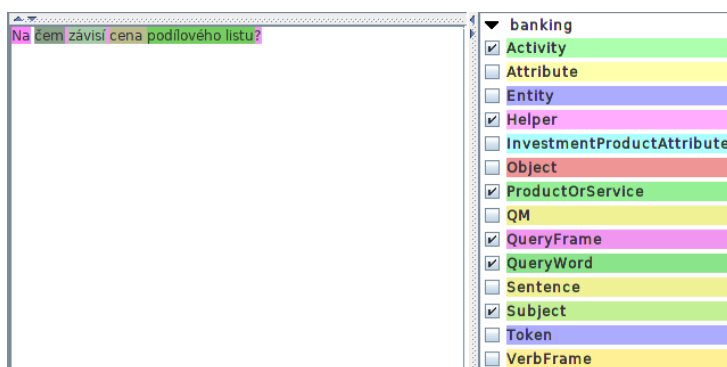 Na čem závisí cena podílového listu?
banking
Activity
Attribute
Entity
Helper
InvestmentProductAttribute
Object
ProductOrService
QM
QueryFrame
QueryWord
Sentence
Subject
Token
VerbFrame